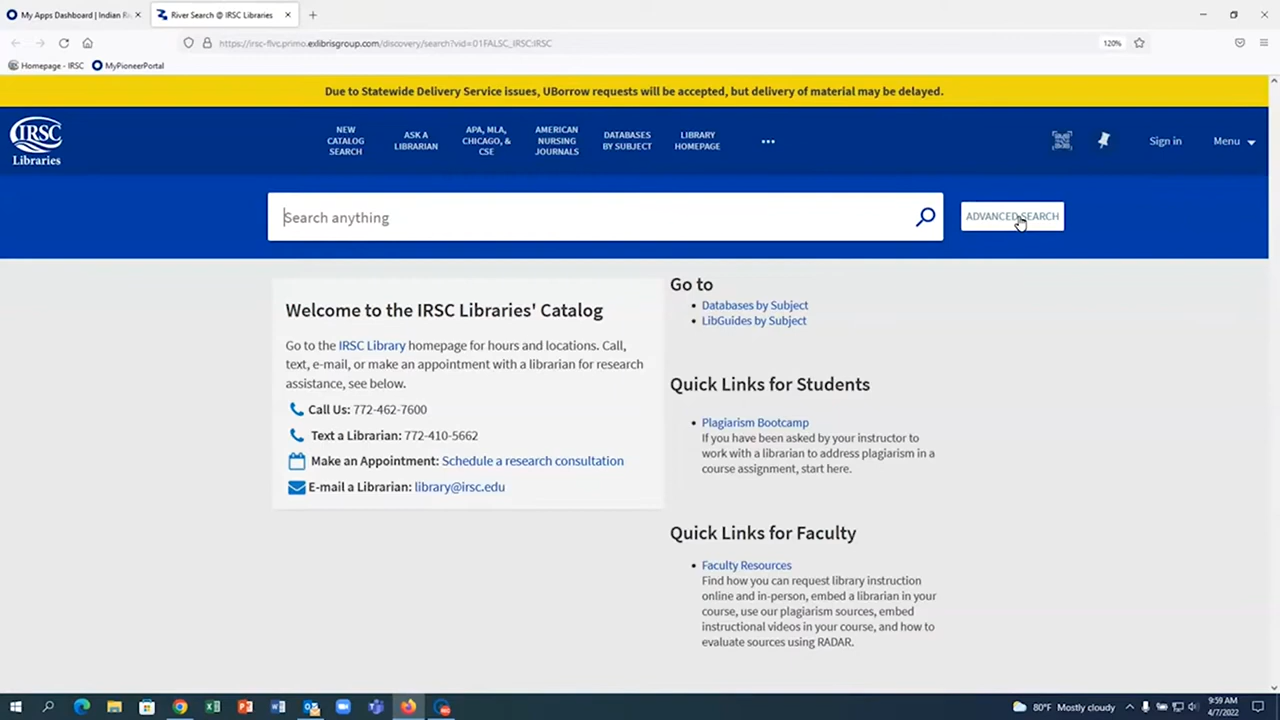 My Apps Dashboard | Indian Ri
River Search @ IRSC Libraries
https://irsc-flvc.primo.exlibrisgroup.com/discovery/search?vid=01FALSC_IRSC:IRSC
120%
Homepage - IRSC
MyPioneerPortal
Due to Statewide Delivery Service issues, UBorrow requests will be accepted, but delivery of material may be delayed.
IRSC
Libraries
NEW
CATALOG
SEARCH
ASK A
LIBRARIAN
APA, MLA,
CHICAGO, &
CSE
AMERICAN
NURSING
JOURNALS
DATABASES
BY SUBJECT
LIBRARY
HOMEPAGE
Sign in
Menu
Search anything
ADVANCED SEARCH
Welcome to the IRSC Libraries' Catalog
Go to the IRSC Library homepage for hours and locations. Call,
text, e-mail, or make an appointment with a librarian for research
assistance, see below.
Call Us: 772-462-7600
Text a Librarian: 772-410-5662
Make an Appointment: Schedule a research consultation
E-mail a Librarian: library@irsc.edu
Go to
• Databases by Subject
• LibGuides by Subject
Quick Links for Students
• Plagiarism Bootcamp
If you have been asked by your instructor to
work with a librarian to address plagiarism in a
course assignment, start here.
Quick Links for Faculty
• Faculty Resources
Find how you can request library instruction
online and in-person, embed a librarian in your
course, use our plagiarism sources, embed
instructional videos in your course, and how to
evaluate sources using RADAR.
80°F Mostly cloudy
9:59 AM
4/7/2022